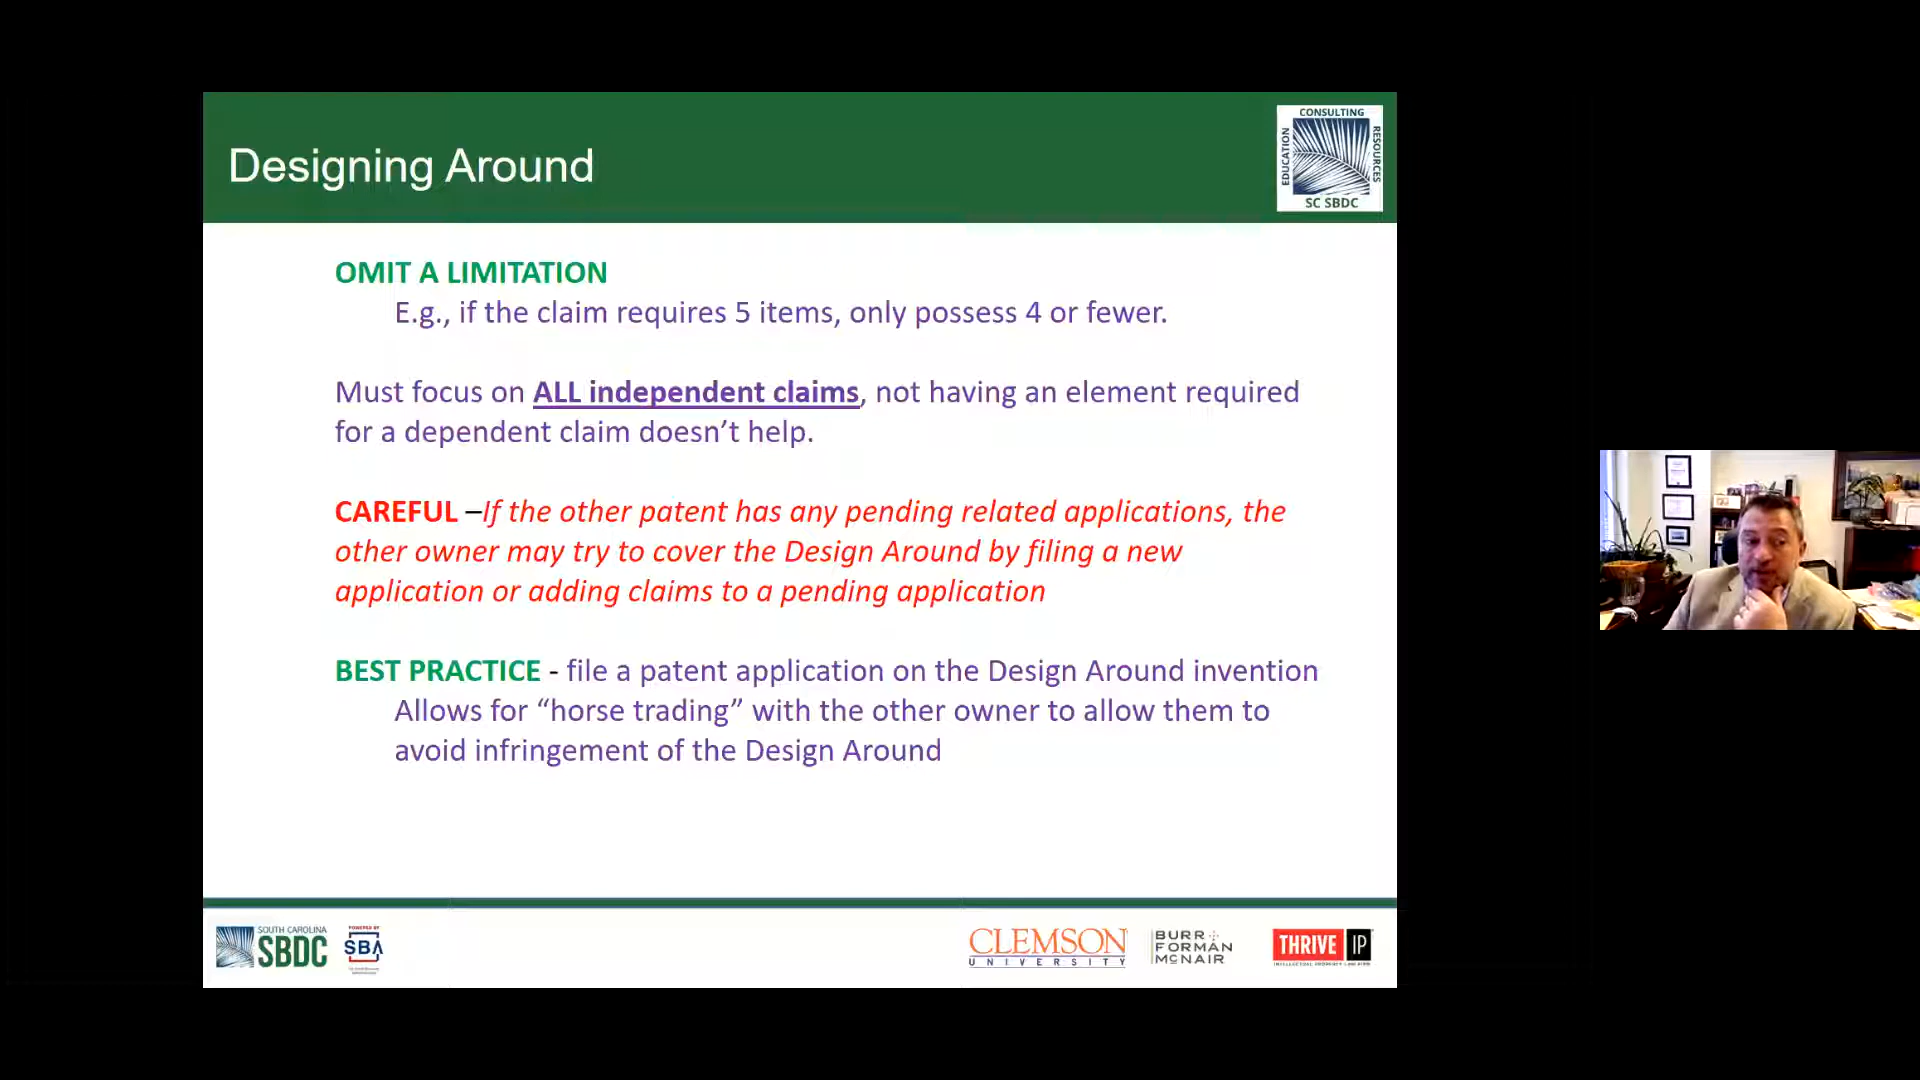 Designing Around
CONSULTING
EDUCATION
RESOURCES
SC SBDC
OMIT A LIMITATION
E.g., if the claim requires 5 items, only possess 4 or fewer.
Must focus on ALL independent claims, not having an element required
for a dependent claim doesn’t help.
CAREFUL –If the other patent has any pending related applications, the
other owner may try to cover the Design Around by filing a new
application or adding claims to a pending application
BEST PRACTICE - file a patent application on the Design Around invention
Allows for “horse trading” with the other owner to allow them to
avoid infringement of the Design Around
SOUTH CAROLINA
SBDC
POWERED BY
SBA
CLEMSON
UNIVERSITY
BURR
FORMAN
MCNAIR
THRIVE IP
INTELLECTUAL PROPERTY LAW FIRM